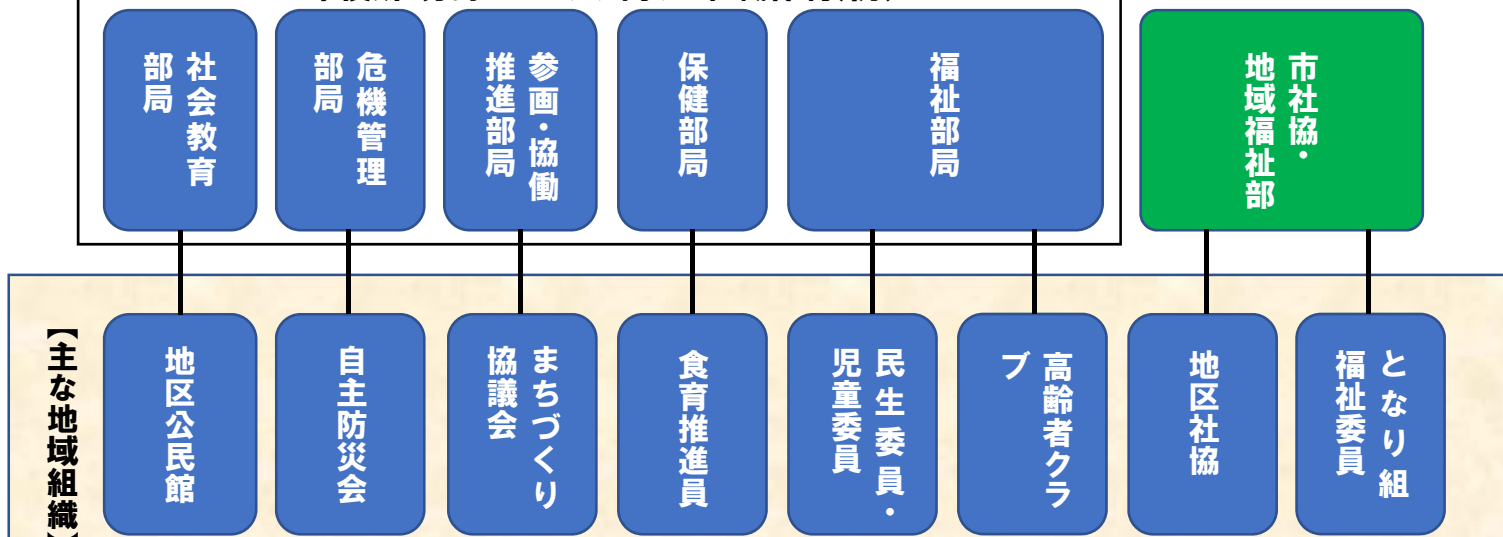 社会教育
部局
危機管理
部局
参画・協働
推進部局
保健部局
福祉部局
市社協・
地域福祉部
【主な地域組織】
地区公民館
自主防災会
まちづくり
協議会
食育推進員
民生委員・
児童委員
高齢者クラ
ブ
地区社協
となり組
福祉委員